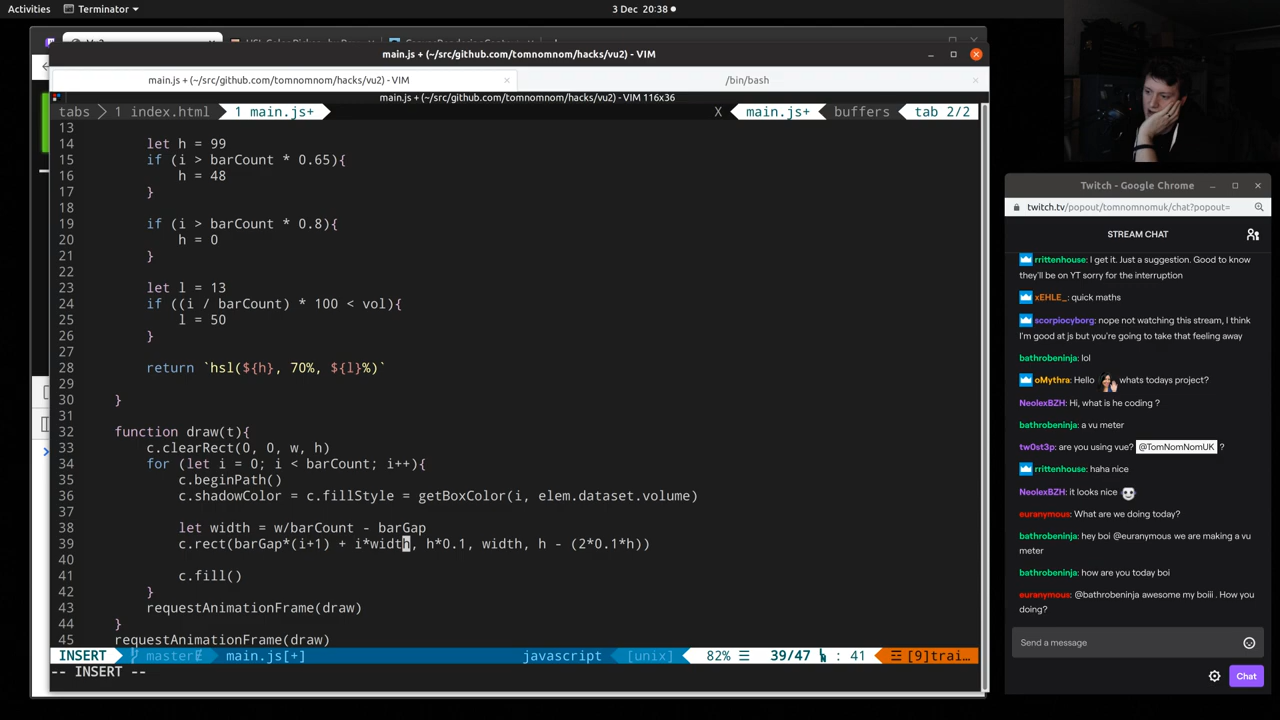 Activities
Terminator
3 Dec 20:38
main.js + (~/src/github.com/tomnomnom/hacks/vu2) - VIM
main.js + (~/src/github.com/tomnomnom/hacks/vu2) - VIM
/bin/bash
main.js + (~/src/github.com/tomnomnom/hacks/vu2) - VIM 116x36
tabs 1 index.html 1 main.js+ X main.js+ buffers tab 2/2
13
14 let h = 99
15 if (i > barCount * 0.65){
16 h = 48
17 }
18
19 if (i > barCount * 0.8){
20 h = 0
21 }
22
23 let l = 13
24 if ((i / barCount) * 100 < vol){
25 l = 50
26 }
27
28 return `hsl(${h}, 70%, ${l}%)`
29
30 }
31
32 function draw(t){
33 c.clearRect(0, 0, w, h)
34 for (let i = 0; i < barCount; i++){
35 c.beginPath()
36 c.shadowColor = c.fillStyle = getBoxColor(i, elem.dataset.volume)
37
38 let width = w/barCount - barGap
39 c.rect(barGap*(i+1) + i*width, h*0.1, width, h - (2*0.1*h))
40
41 c.fill()
42 }
43 requestAnimationFrame(draw)
44 }
45 requestAnimationFrame(draw)
INSERT master main.js[+] javascript [unix] 82% 39/47 : 41 [9]trai…
-- INSERT --
Twitch - Google Chrome
twitch.tv/popout/tomnomnomuk/chat?popout=
STREAM CHAT
rrittenhouse: I get it. Just a suggestion. Good to know
they'll be on YT sorry for the interruption
xEHLE_: quick maths
scorpiocyborg: nope not watching this stream, I think
I'm good at js but you're going to take that feeling away
bathrobeninja: lol
oMythra: Hello whats todays project?
NeolexBZH: Hi, what is he coding ?
bathrobeninja: a vu meter
tw0st3p: are you using vue? @TomNomNomUK ?
rrittenhouse: haha nice
NeolexBZH: it looks nice
euranymous: What are we doing today?
bathrobeninja: hey boi @euranymous we are making a vu
meter
bathrobeninja: how are you today boi
euranymous: @bathrobeninja awesome my boiii . How you
doing?
Send a message
Chat